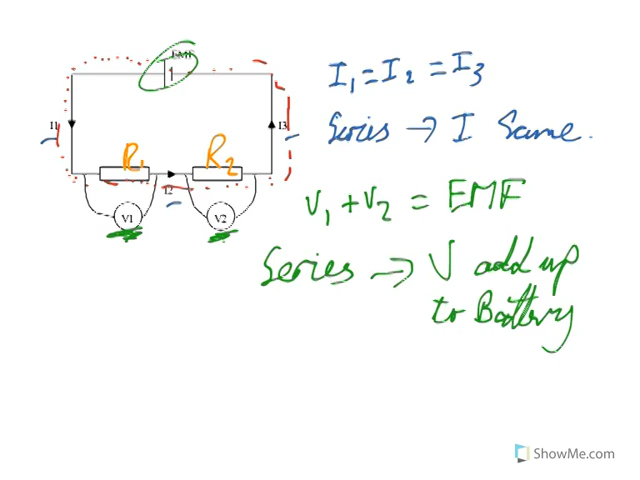 EMF
I1
I3
R1
R2
I2
V1
V2
I1 = I2 = I3
Series → I Same.
V1 + V2 = EMF
Series → V add up
to Battery
ShowMe.com